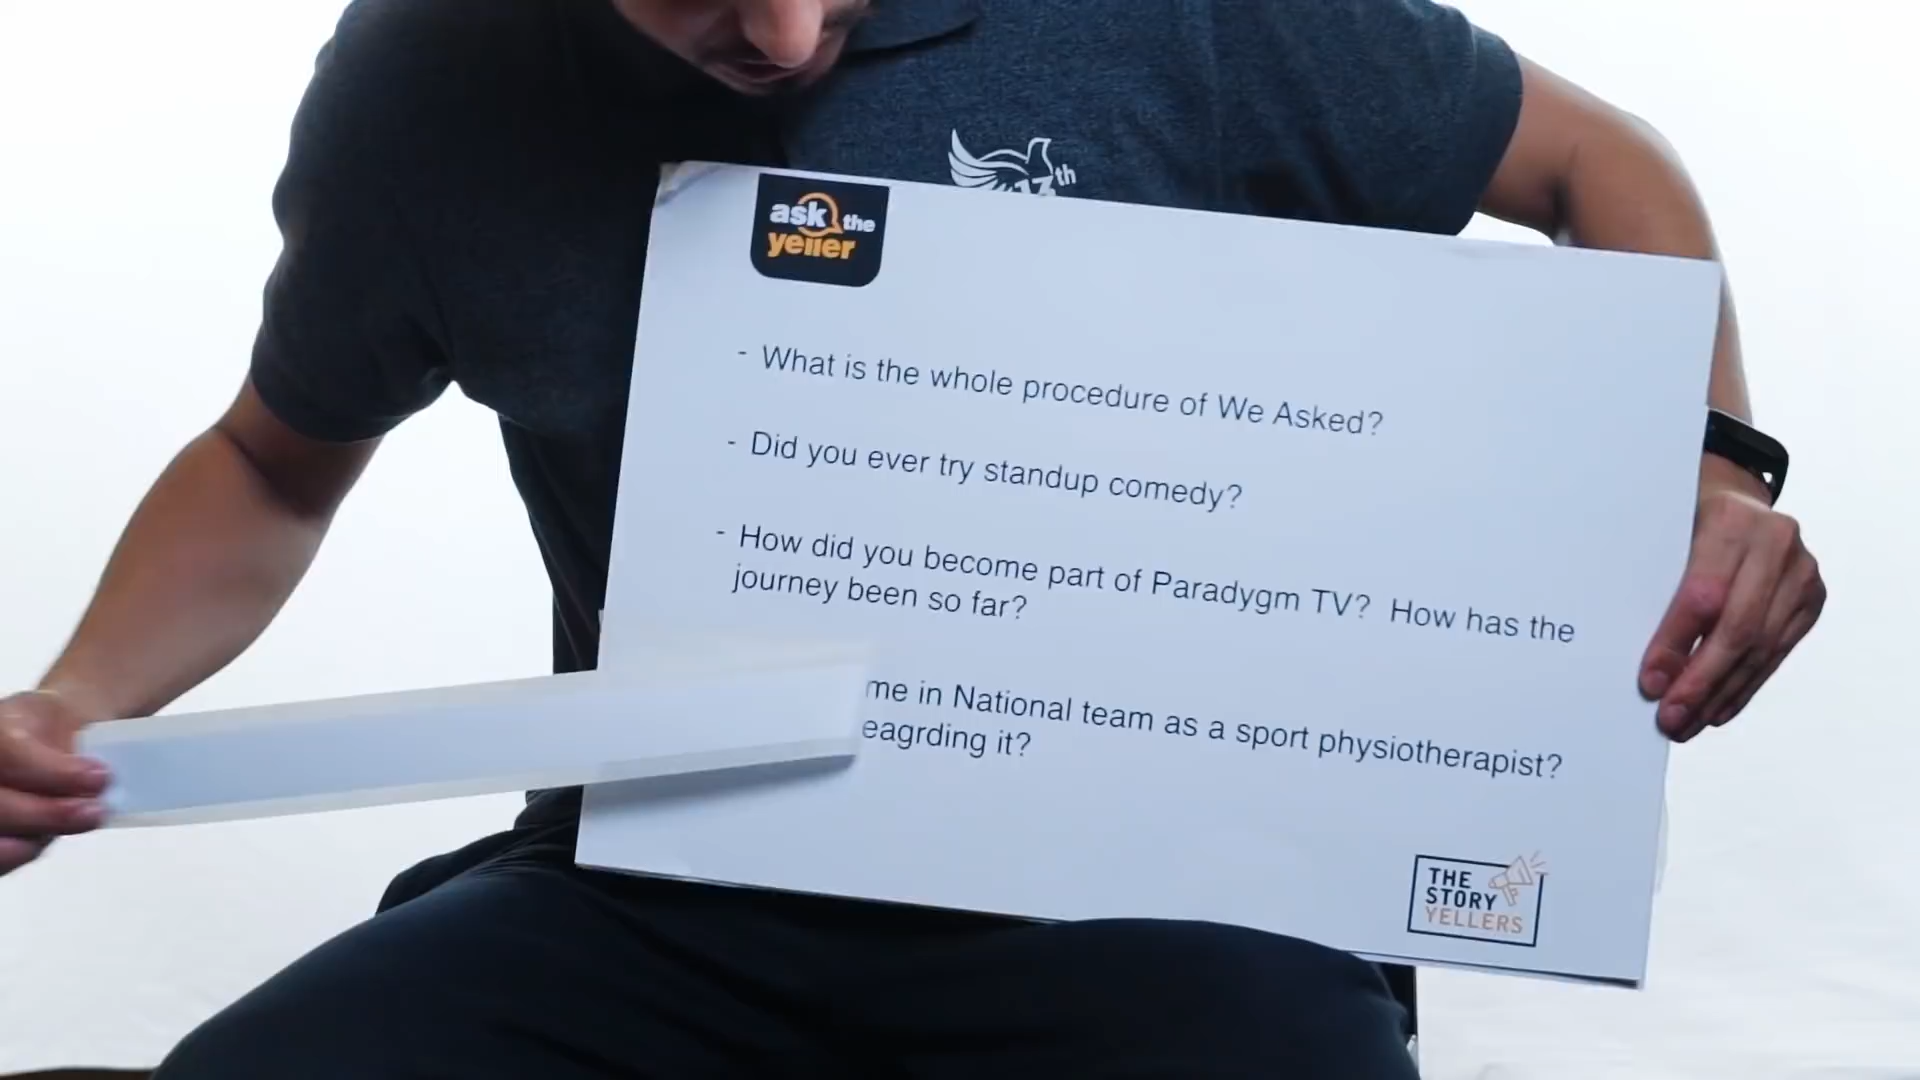 13th
ask the
yeller
- What is the whole procedure of We Asked?
- Did you ever try standup comedy?
- How did you become part of Paradygm TV? How has the
journey been so far?
me in National team as a sport physiotherapist?
eagrding it?
THE
STORY
YELLERS